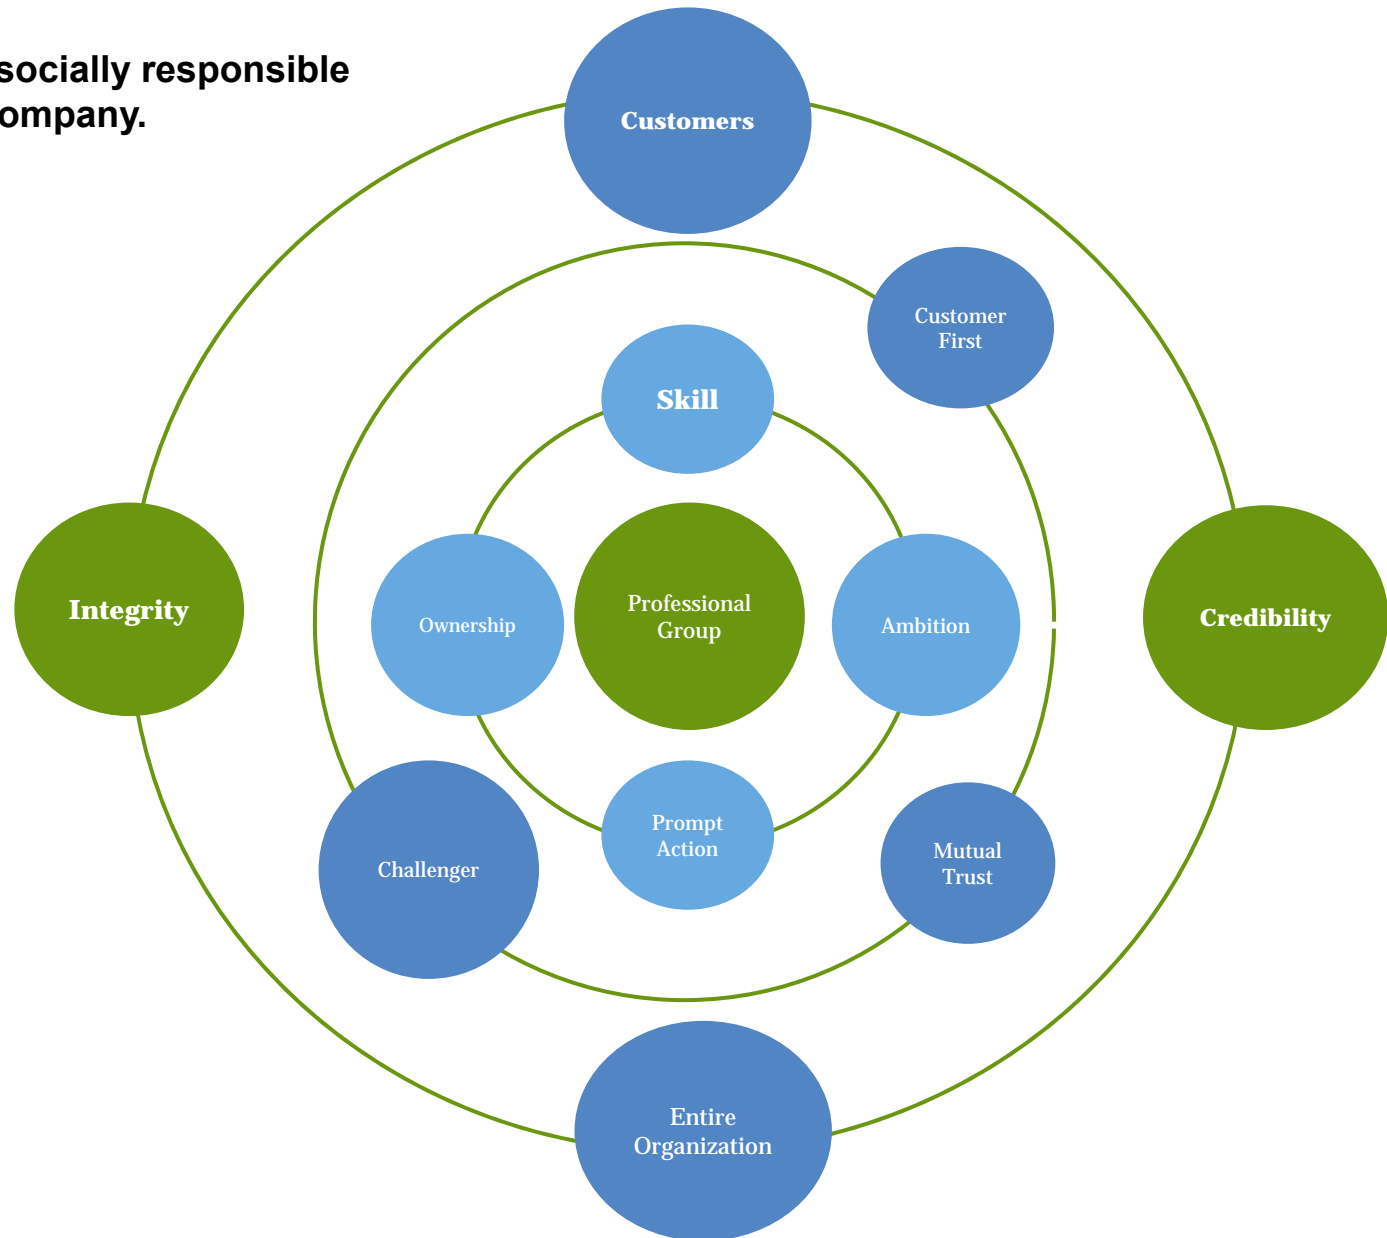 socially responsible
ompany.
Customers
Customer
First
Skill
Integrity
Ownership
Professional
Group
Ambition
Credibility
Prompt
Action
Challenger
Mutual
Trust
Entire
Organization